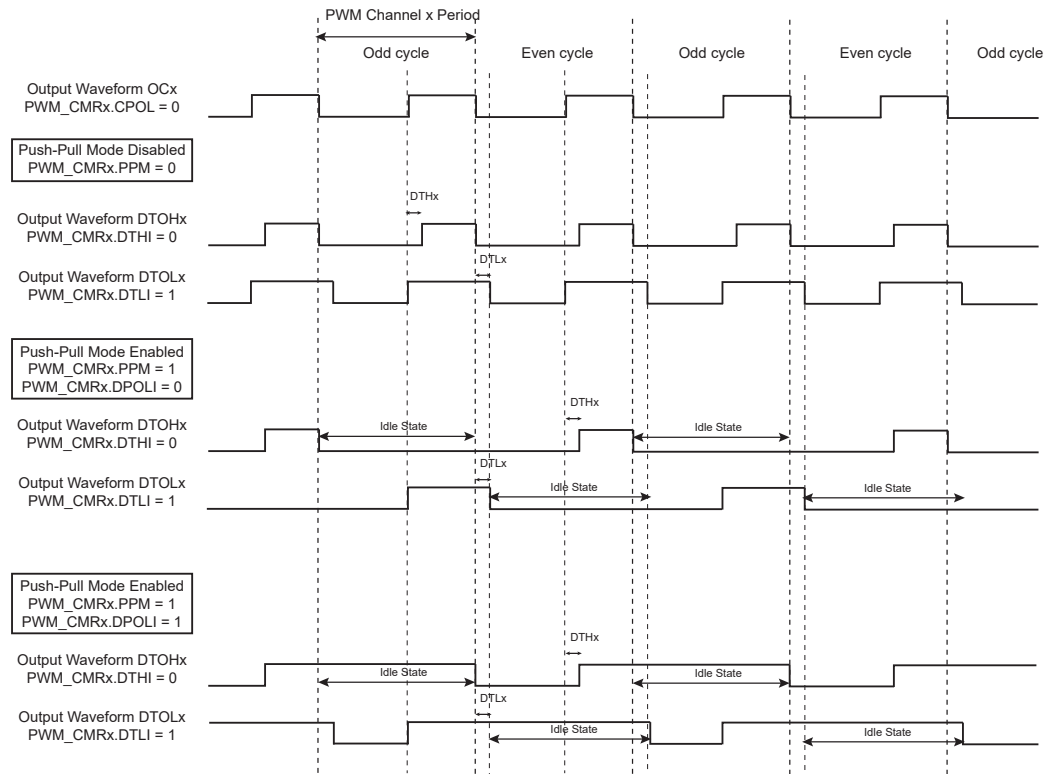 PWM Channel x Period
Odd cycle
Even cycle
Odd cycle
Even cycle
Odd cycle
Output Waveform OCx
PWM_CMRx.CPOL = 0
Push-Pull Mode Disabled
PWM_CMRx.PPM = 0
DTHx
Output Waveform DTOHx
PWM_CMRx.DTHI = 0
DTLx
Output Waveform DTOLx
PWM_CMRx.DTLI = 1
Push-Pull Mode Enabled
PWM_CMRx.PPM = 1
PWM_CMRx.DPOLI = 0
DTHx
Output Waveform DTOHx
PWM_CMRx.DTHI = 0
Idle State
Idle State
DTLx
Output Waveform DTOLx
PWM_CMRx.DTLI = 1
Idle State
Idle State
Push-Pull Mode Enabled
PWM_CMRx.PPM = 1
PWM_CMRx.DPOLI = 1
DTHx
Output Waveform DTOHx
PWM_CMRx.DTHI = 0
Idle State
Idle State
DTLx
Output Waveform DTOLx
PWM_CMRx.DTLI = 1
Idle State
Idle State